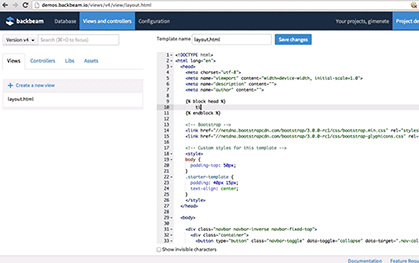 demos.backbeam.io/views/v4/view/layout.html
backbeam Database Views and controllers Configuration Your projects, gimenete Project demos
Version v4 Search (⌘+O to focus) Template name layout.html Save changes
Views Controllers Libs Assets
Create a new view
layout.html
1 <!DOCTYPE html>
2 <html lang="en">
3 <head>
4 <meta charset="utf-8">
5 <meta name="viewport" content="width=device-width, initial-scale=1.0">
6 <meta name="description" content="">
7 <meta name="author" content="">
8
9 {% block head %}
10 ti
11 {% endblock %}
12
13 <!-- Bootstrap -->
14 <link href="//netdna.bootstrapcdn.com/bootstrap/3.0.0-rc1/css/bootstrap.min.css" rel="styles
15 <link href="//netdna.bootstrapcdn.com/bootstrap/3.0.0-rc1/css/bootstrap-glyphicons.css" rel=
16
17 <!-- Custom styles for this template -->
18 <style>
19 body {
20 padding-top: 50px;
21 }
22 .starter-template {
23 padding: 40px 15px;
24 text-align: center;
25 }
26 </style>
27 </head>
28
29 <body>
30
31 <div class="navbar navbar-inverse navbar-fixed-top">
32 <div class="container">
33 <button type="button" class="navbar-toggle" data-toggle="collapse" data-target=".nav-col
Show invisible characters
Documentation Feature Reque